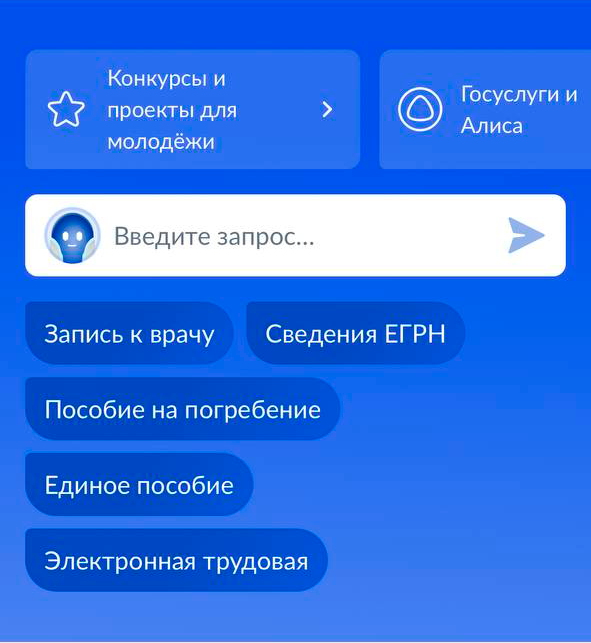 Конкурсы и
проекты для
молодёжи
Госуслуги и
Алиса
Введите запрос...
Запись к врачу
Сведения ЕГРН
Пособие на погребение
Единое пособие
Электронная трудовая